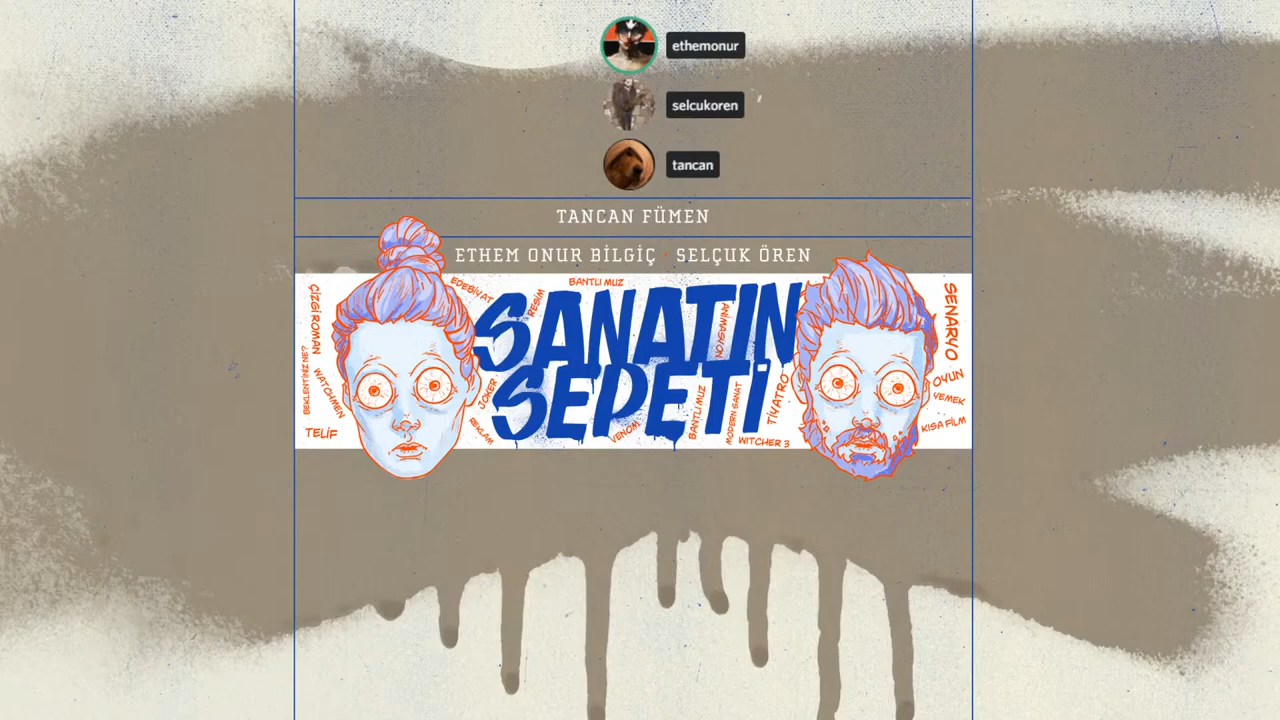 ethemonur
selcukoren
tancan
TANCAN FÜMEN
ETHEM ONUR BİLGİÇ · SELÇUK ÖREN
ÇİZGİ ROMAN
BEKLENTİNİZ NE?
WATCHMEN
TELİF
EDEBİYAT
RESİM
BANTLI MUZ
SANATIN
SEPETİ
ANİMASYON
JOKER
REKLAM
VENOM
BANTLI MUZ
MODERN SANAT
TİYATRO
WITCHER 3
SENARYO
OYUN
YEMEK
KISA FİLM